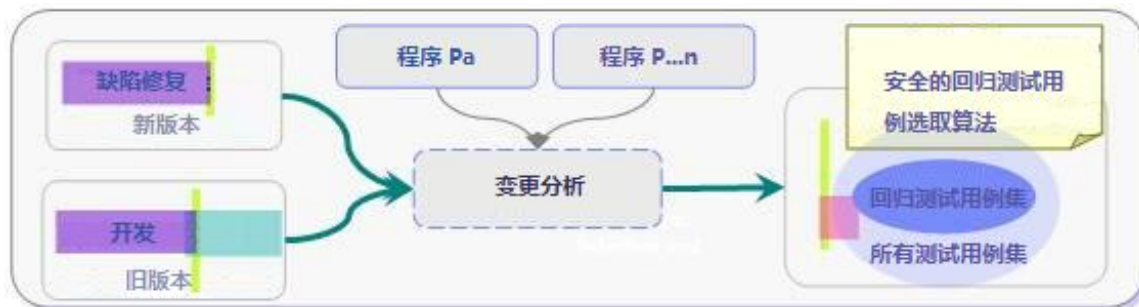 缺陷修复
新版本
开发
旧版本
程序 Pa
程序 P...n
变更分析
安全的回归测试用
例选取算法
回归测试用例集
所有测试用例集